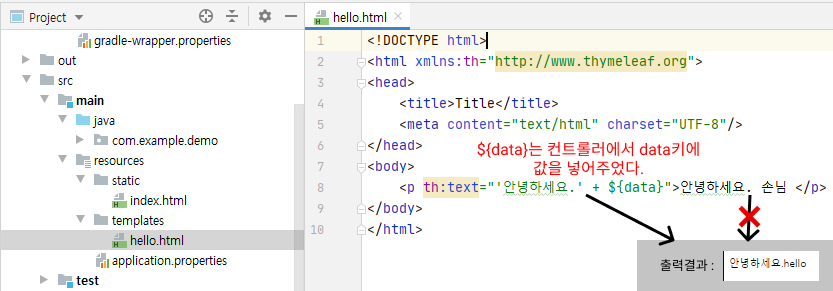 Project
gradle-wrapper.properties
out
src
main
java
com.example.demo
resources
static
index.html
templates
hello.html
application.properties
test
hello.html
1 <!DOCTYPE html>
2 <html xmlns:th="http://www.thymeleaf.org">
3 <head>
4 <title>Title</title>
5 <meta content="text/html" charset="UTF-8"/>
6 </head>
7 <body>
8 <p th:text="'안녕하세요.' + ${data}">안녕하세요. 손님 </p>
9 </body>
10 </html>
${data}는 컨트롤러에서 data키에
값을 넣어주었다.
출력결과 : 안녕하세요.hello